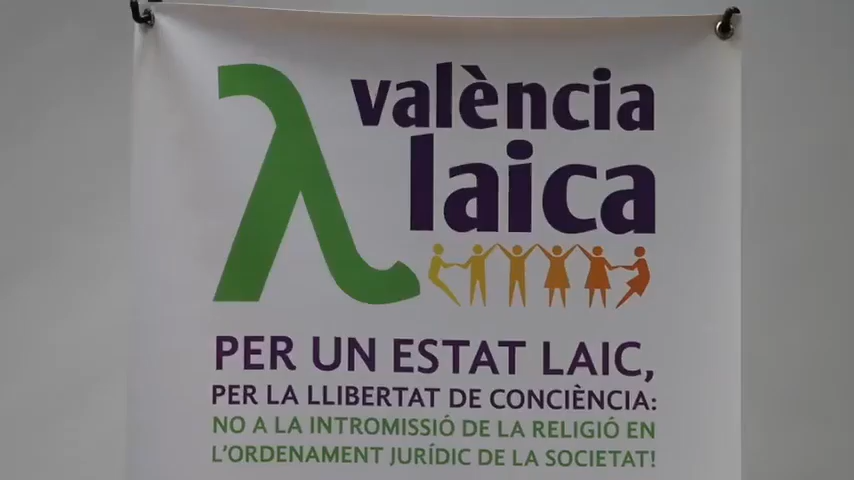 λ
valència
laica
PER UN ESTAT LAIC,
PER LA LLIBERTAT DE CONCIÈNCIA:
NO A LA INTROMISSIÓ DE LA RELIGIÓ EN
L'ORDENAMENT JURÍDIC DE LA SOCIETAT!